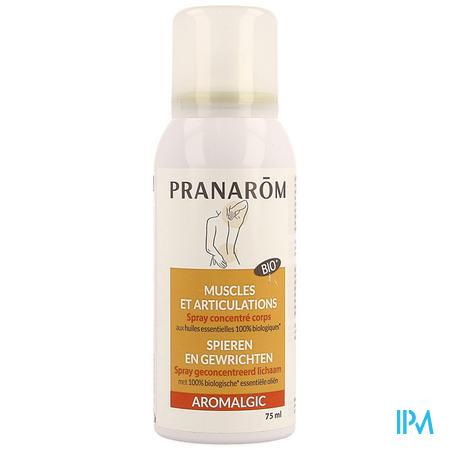 PRANARŌM
BIO*
MUSCLES
ET ARTICULATIONS
Spray concentré corps
aux huiles essentielles 100% biologiques*
SPIEREN
EN GEWRICHTEN
Spray geconcentreerd lichaam
met 100% biologische* essentiële oliën
AROMALGIC
75 ml
IPM